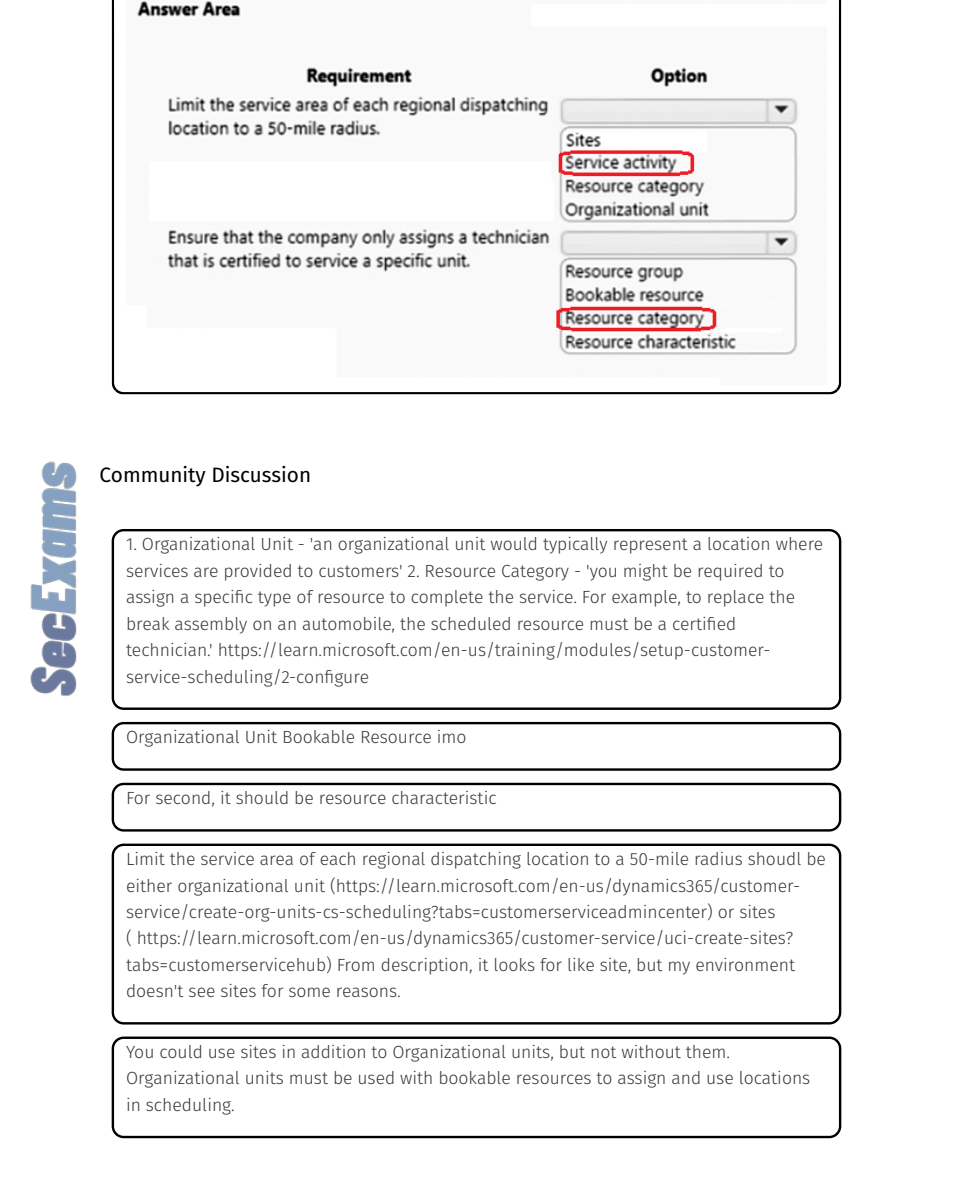 Answer Area
Requirement
Option
Limit the service area of each regional dispatching
location to a 50-mile radius.
Sites
Service activity
Resource category
Organizational unit
Ensure that the company only assigns a technician
that is certified to service a specific unit.
Resource group
Bookable resource
Resource category
Resource characteristic
SecExams
Community Discussion
1. Organizational Unit - 'an organizational unit would typically represent a location where
services are provided to customers' 2. Resource Category - 'you might be required to
assign a specific type of resource to complete the service. For example, to replace the
break assembly on an automobile, the scheduled resource must be a certified
technician.' https://learn.microsoft.com/en-us/training/modules/setup-customer-
service-scheduling/2-configure
Organizational Unit Bookable Resource imo
For second, it should be resource characteristic
Limit the service area of each regional dispatching location to a 50-mile radius shoudl be
either organizational unit (https://learn.microsoft.com/en-us/dynamics365/customer-
service/create-org-units-cs-scheduling?tabs=customerserviceadmincenter) or sites
( https://learn.microsoft.com/en-us/dynamics365/customer-service/uci-create-sites?
tabs=customerservicehub) From description, it looks for like site, but my environment
doesn't see sites for some reasons.
You could use sites in addition to Organizational units, but not without them.
Organizational units must be used with bookable resources to assign and use locations
in scheduling.